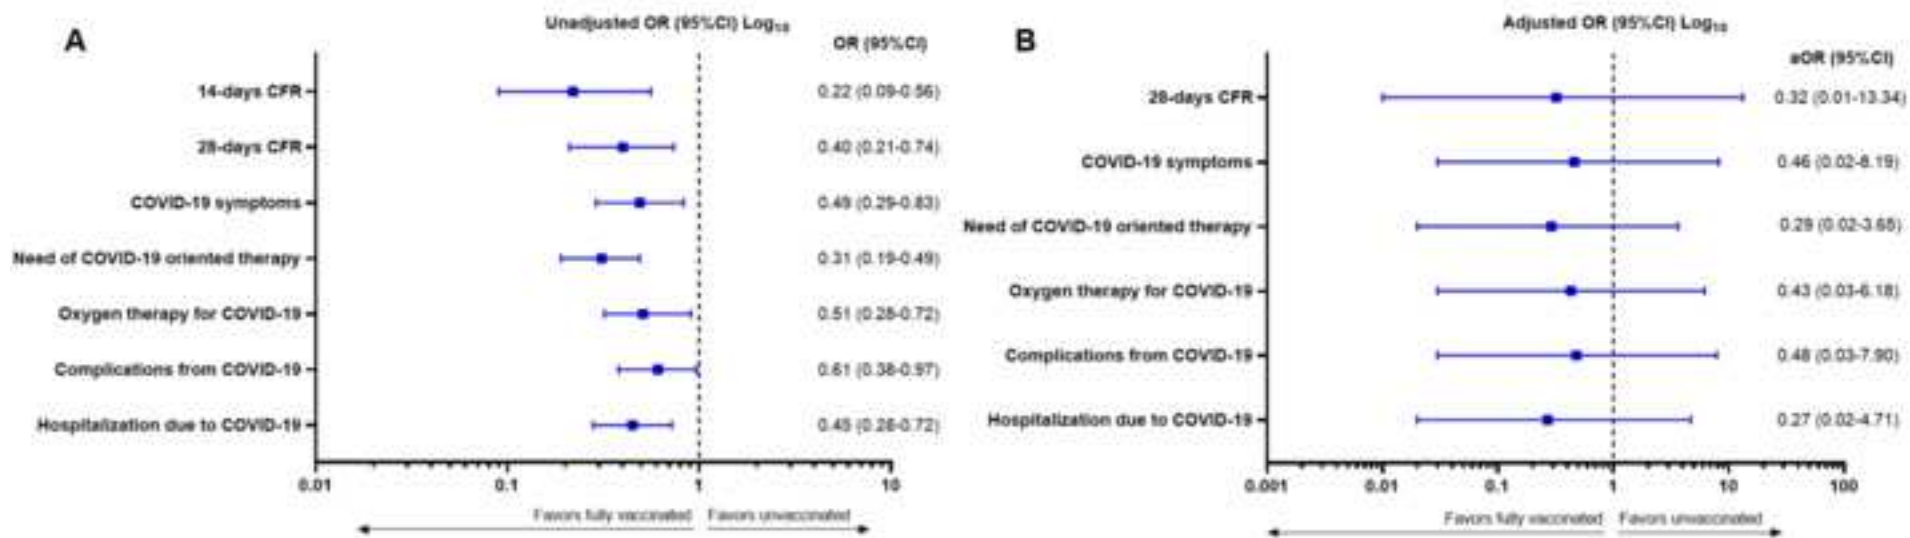 A
Unadjusted OR (95%CI) Log10
OR (95%CI)
14-days CFR
0.22 (0.09-0.56)
28-days CFR
0.40 (0.21-0.74)
COVID-19 symptoms
0.49 (0.29-0.83)
Need of COVID-19 oriented therapy
0.31 (0.19-0.49)
Oxygen therapy for COVID-19
0.51 (0.28-0.72)
Complications from COVID-19
0.61 (0.38-0.97)
Hospitalization due to COVID-19
0.45 (0.28-0.72)
0.01 0.1 1 10
Favors fully vaccinated Favors unvaccinated
B
Adjusted OR (95%CI) Log10
aOR (95%CI)
28-days CFR
0.32 (0.01-13.34)
COVID-19 symptoms
0.46 (0.02-8.19)
Need of COVID-19 oriented therapy
0.29 (0.02-3.65)
Oxygen therapy for COVID-19
0.43 (0.03-6.18)
Complications from COVID-19
0.48 (0.03-7.90)
Hospitalization due to COVID-19
0.27 (0.02-4.71)
0.001 0.01 0.1 1 10 100
Favors fully vaccinated Favors unvaccinated